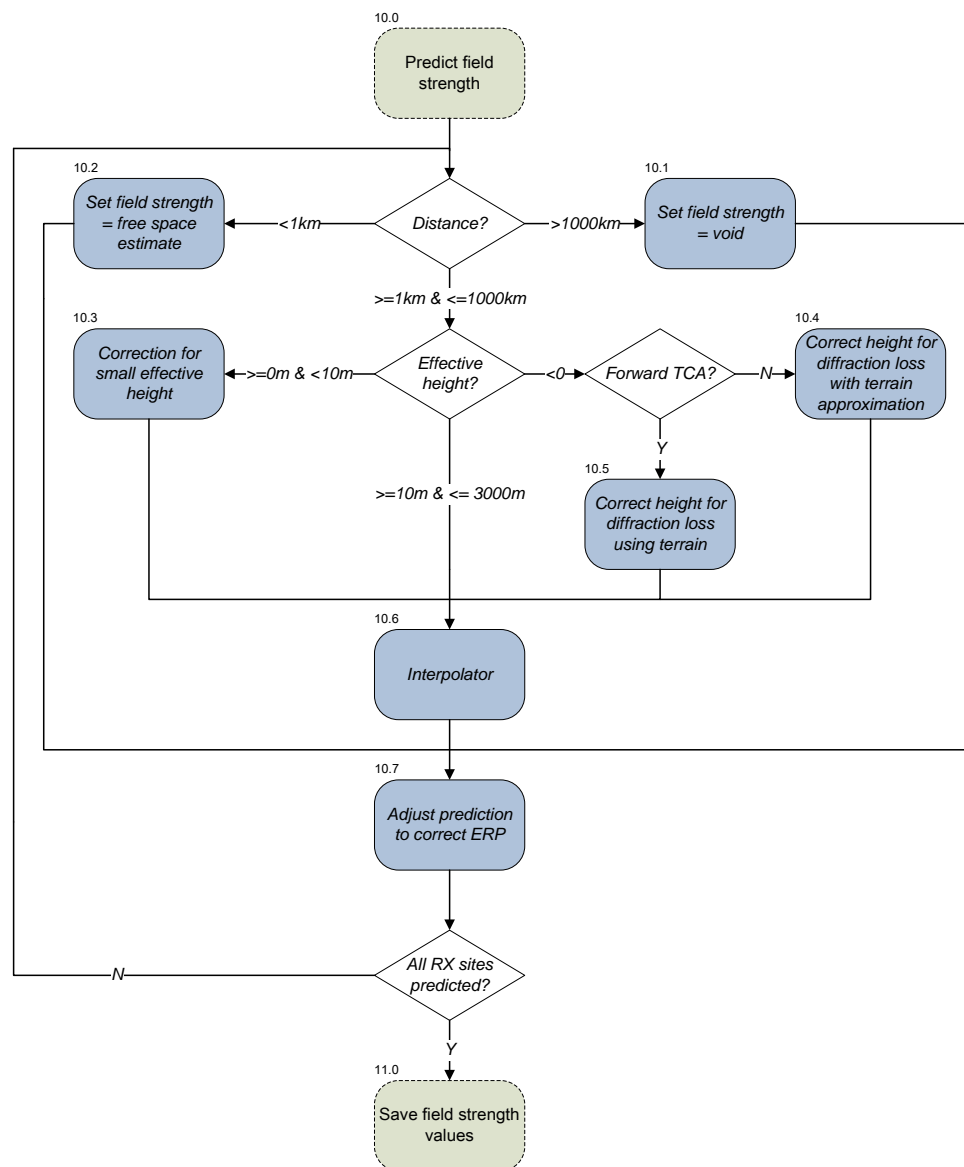 10.0
Predict field
strength
10.2
Set field strength
= free space
estimate
<1km
Distance?
>1000km
10.1
Set field strength
= void
>=1km & <=1000km
10.3
Correction for
small effective
height
>=0m & <10m
Effective
height?
<0
Forward TCA?
N
10.4
Correct height for
diffraction loss
with terrain
approximation
Y
>=10m & <= 3000m
10.5
Correct height for
diffraction loss
using terrain
10.6
Interpolator
10.7
Adjust prediction
to correct ERP
N
All RX sites
predicted?
Y
11.0
Save field strength
values